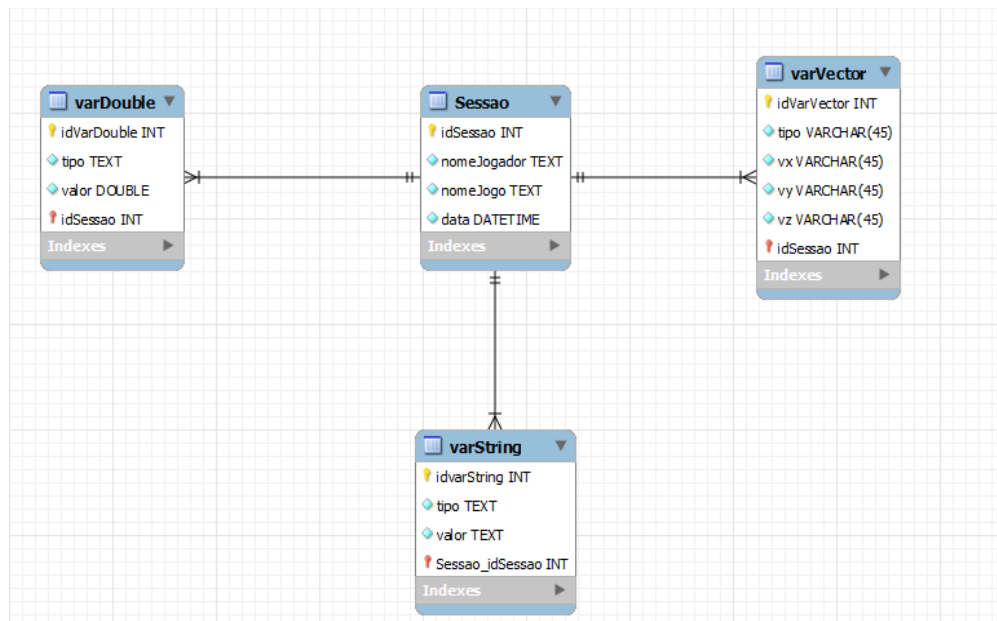 varDouble
idVarDouble INT
tipo TEXT
valor DOUBLE
idSessao INT
Indexes
Sessao
idSessao INT
nomeJogador TEXT
nomeJogo TEXT
data DATETIME
Indexes
varVector
idVarVector INT
tipo VARCHAR(45)
vx VARCHAR(45)
vy VARCHAR(45)
vz VARCHAR(45)
idSessao INT
Indexes
varString
idvarString INT
tipo TEXT
valor TEXT
Sessao_idSessao INT
Indexes